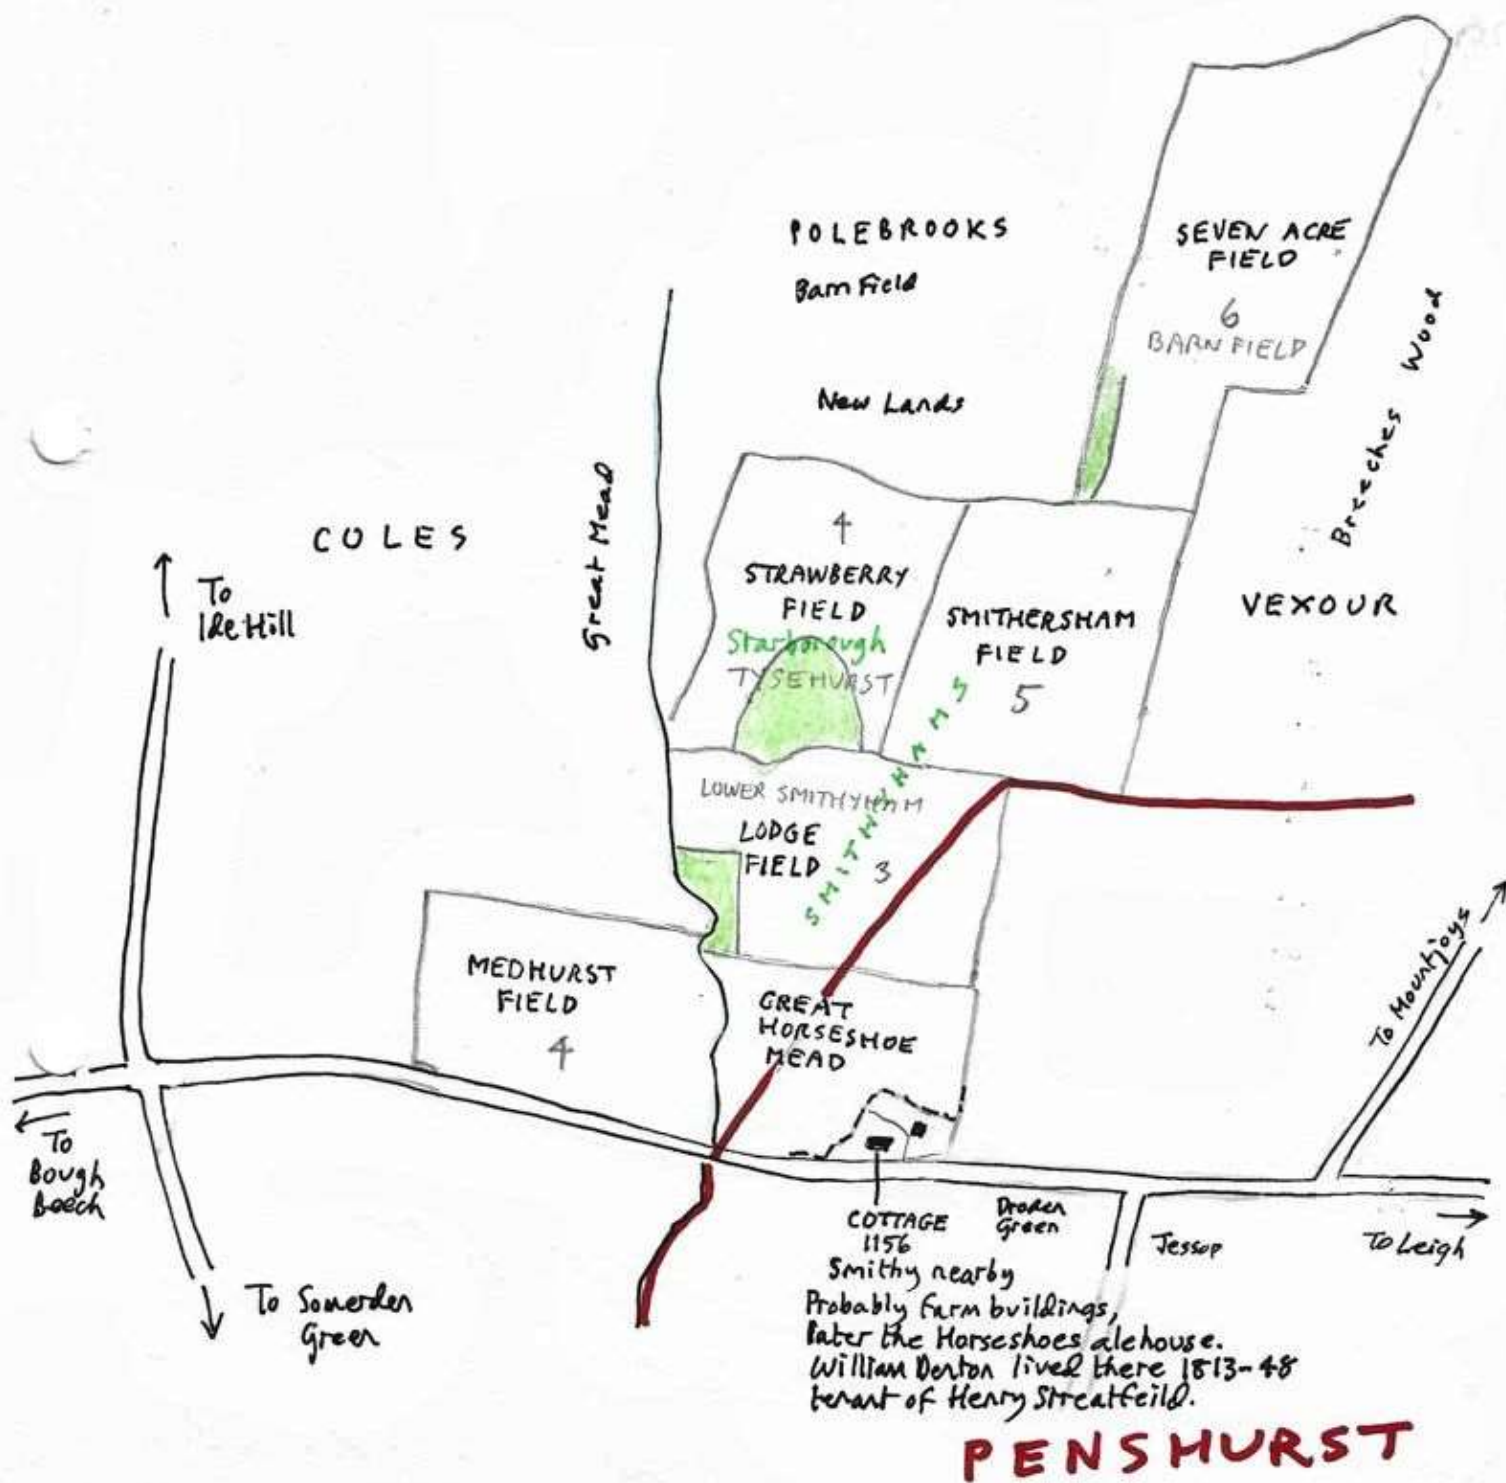 POLEBROOKS
Barn Field
SEVEN ACRE
FIELD
6
BARN FIELD
New Lands
Breeches Wood
COLES
Great Mead
To
Ide Hill
4
STRAWBERRY
FIELD
Starborough
TYSEHURST
SMITHERSHAM
FIELD
5
VEXOUR
SMITHYHAMS
LOWER SMITHYHAM
LODGE
FIELD
3
MEDHURST
FIELD
4
GREAT
HORSESHOE
MEAD
To Mountjoys
To
Bough
Beech
To Somerden
Green
COTTAGE
1156
Green
Jessop
To Leigh
Smithy nearby
Probably farm buildings,
later the Horseshoes alehouse.
William Denton lived there 1813-48
tenant of Henry Streatfeild.
PENSHURST